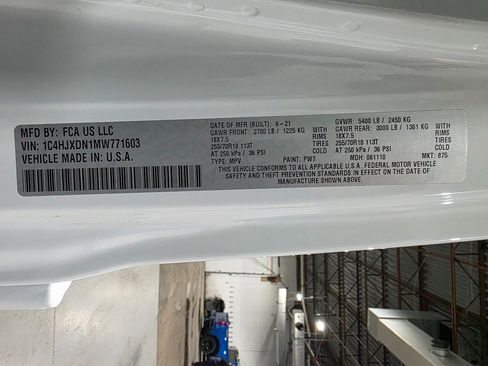 MFD BY: FCA US LLC
VIN: 1C4HJXDN1MW771603
VEHICLE MADE IN U.S.A.
DATE OF MFR (BUILT): 6-21 GVWR: 5400 LB / 2450 KG
GAWR FRONT: 2700 LB / 1225 KG WITH GAWR REAR: 3000 LB / 1361 KG WITH
18X7.5 RIMS 18X7.5 RIMS
255/70R18 113T TIRES 255/70R18 113T TIRES
AT 250 kPa / 36 PSI COLD AT 250 kPa / 36 PSI COLD
TYPE: MPV PAINT: PW7 MDH: 061110 MKT: 875
THIS VEHICLE CONFORMS TO ALL APPLICABLE U.S.A. FEDERAL MOTOR VEHICLE
SAFETY AND THEFT PREVENTION STANDARDS IN EFFECT ON THE DATE OF
MANUFACTURE SHOWN ABOVE.